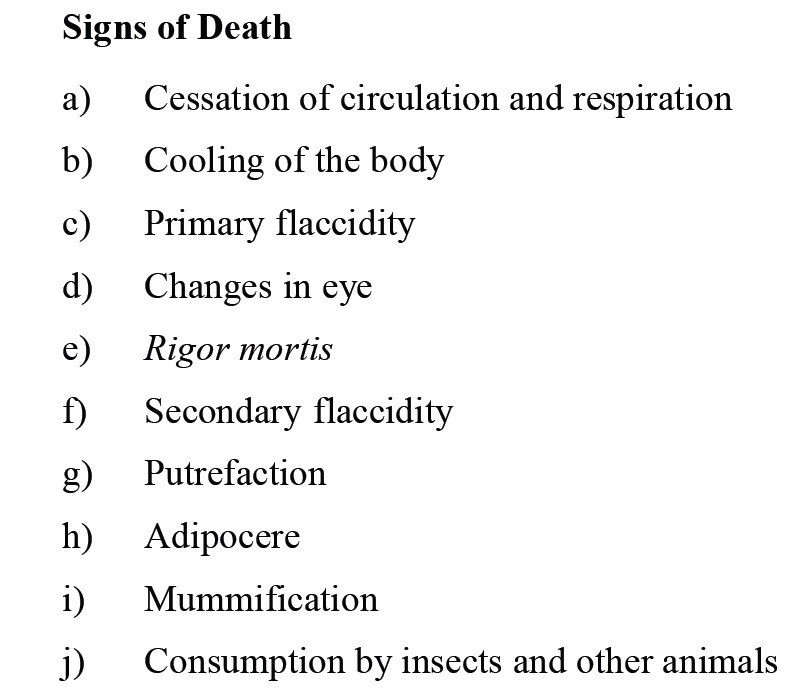 Signs of Death
a) Cessation of circulation and respiration
b) Cooling of the body
c) Primary flaccidity
d) Changes in eye
e) Rigor mortis
f) Secondary flaccidity
g) Putrefaction
h) Adipocere
i) Mummification
j) Consumption by insects and other animals